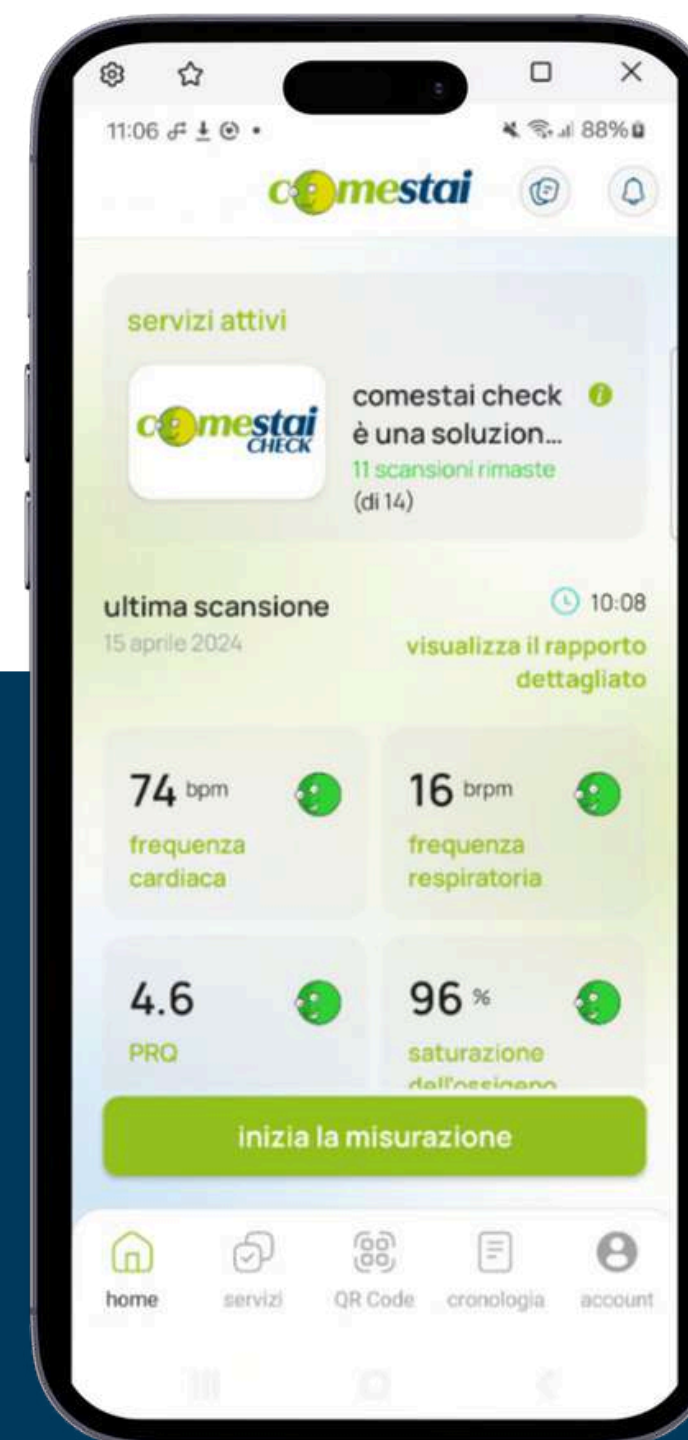 11:06 88%
comestai
servizi attivi
comestai CHECK
comestai check
è una soluzion...
11 scansioni rimaste
(di 14)
ultima scansione
10:08
15 aprile 2024
visualizza il rapporto
dettagliato
74 bpm
frequenza
cardiaca
16 brpm
frequenza
respiratoria
4.6
PRQ
96 %
saturazione
dell'ossigeno
inizia la misurazione
home servizi QR Code cronologia account